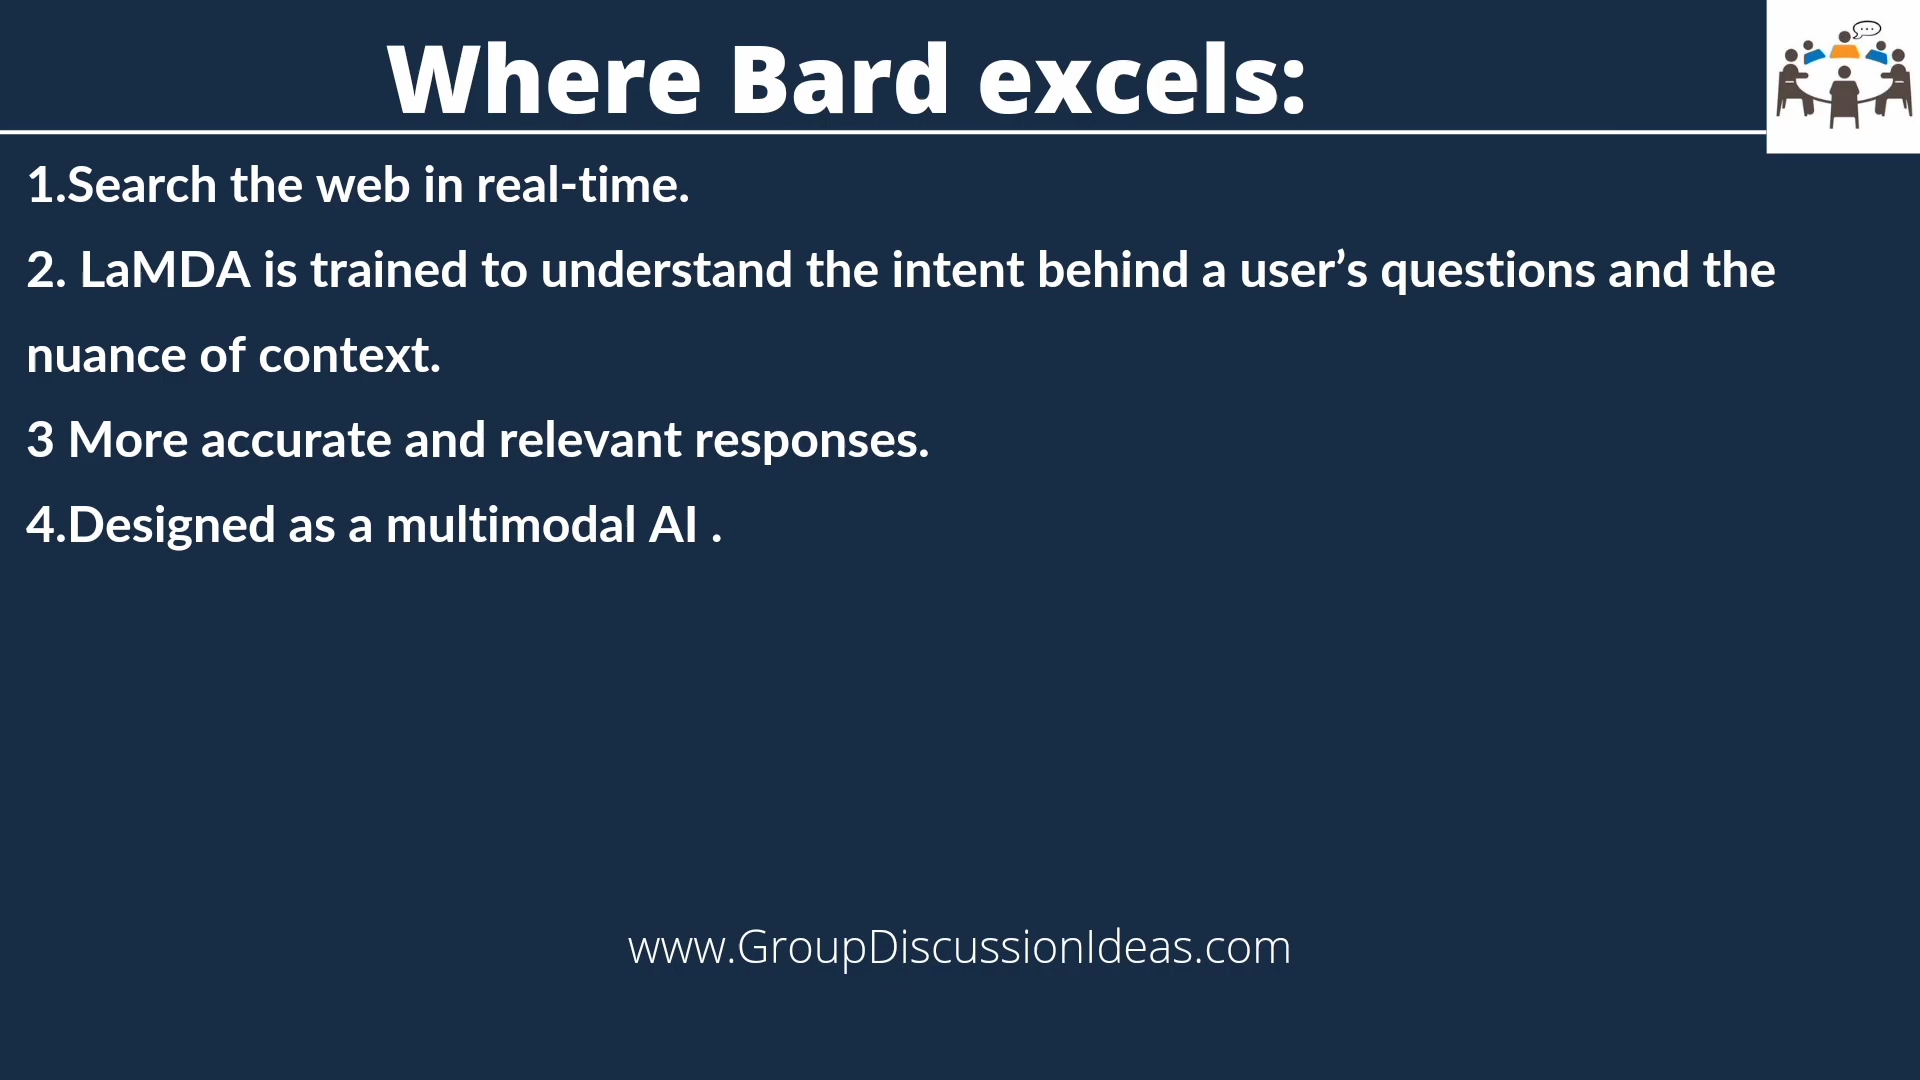 Where Bard excels:
1.Search the web in real-time.
2. LaMDA is trained to understand the intent behind a user’s questions and the
nuance of context.
3 More accurate and relevant responses.
4.Designed as a multimodal AI .
www.GroupDiscussionIdeas.com